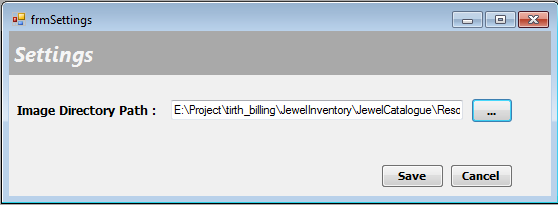 frmSettings
Settings
Image Directory Path : E:\Project\tirth_billing\JewelInventory\JewelCatalogue\Resc ...
Save Cancel